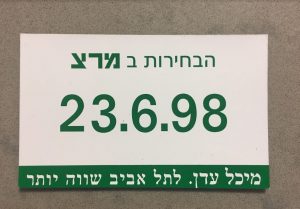 הבחירות ב מרצ
23.6.98
מיכל עדן. לתל אביב שווה יותר